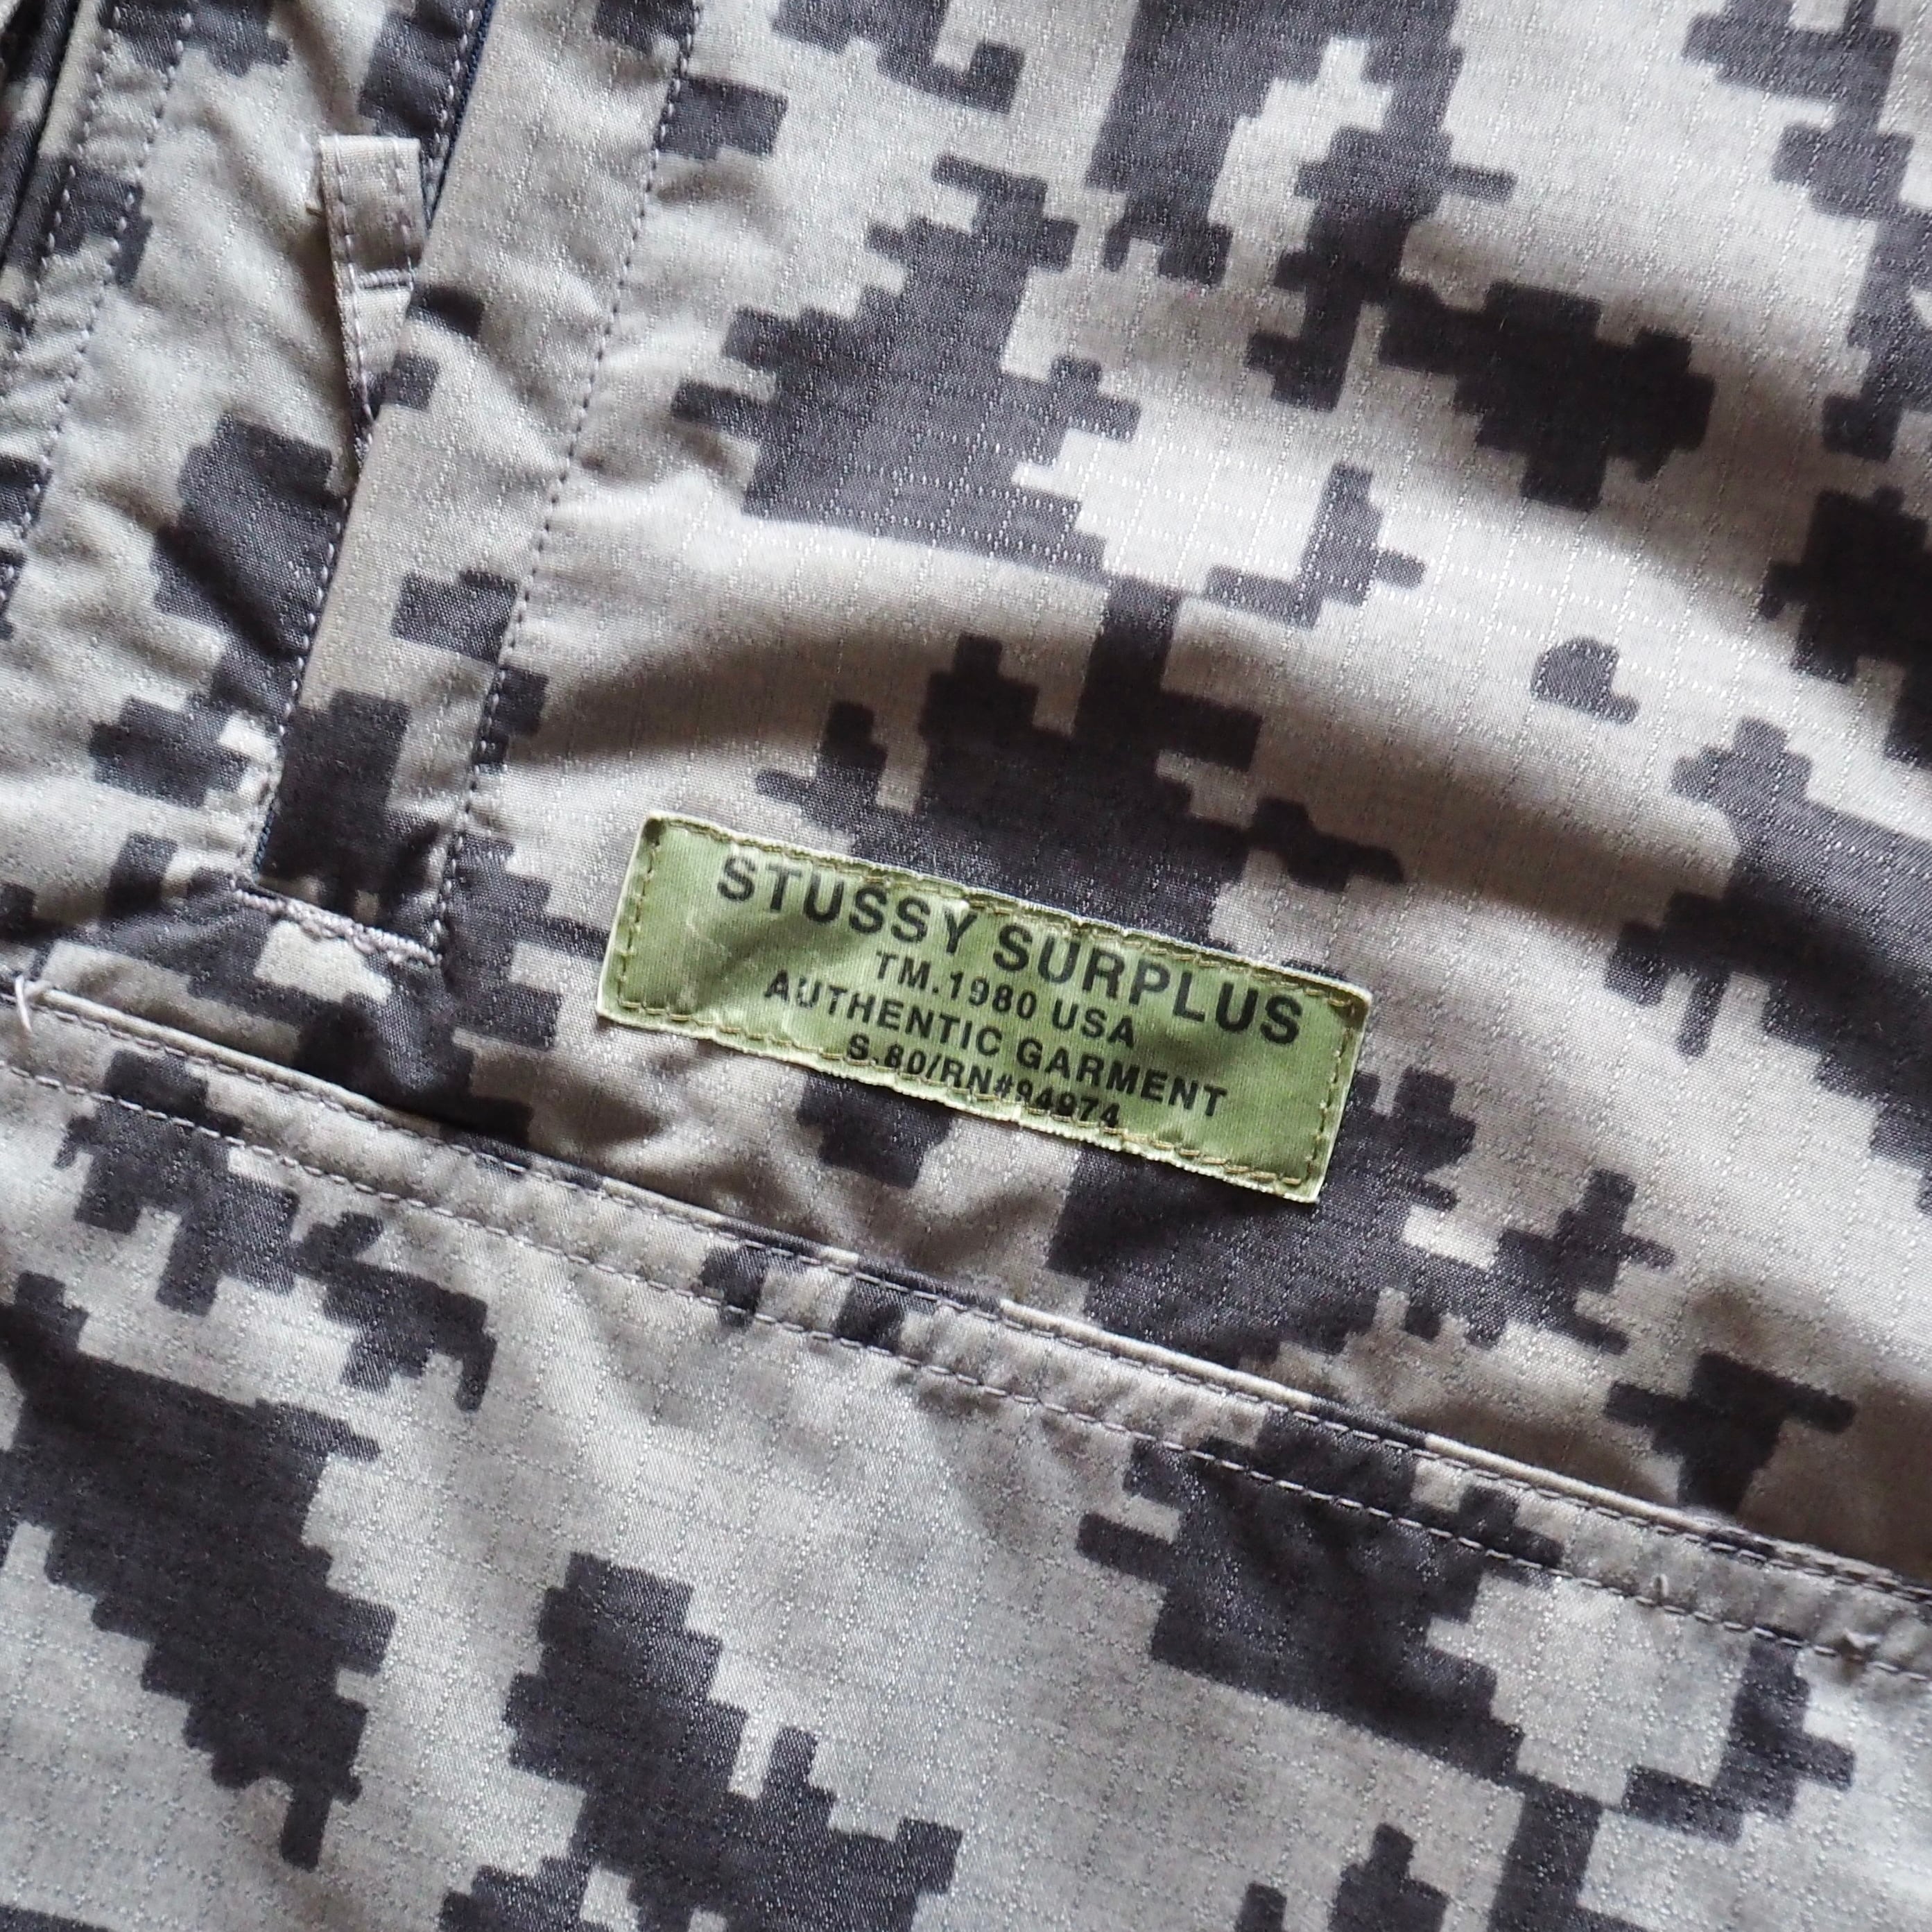 STUSSY SURPLUS
TM.1980 USA
AUTHENTIC GARMENT
S.80/RN#94974